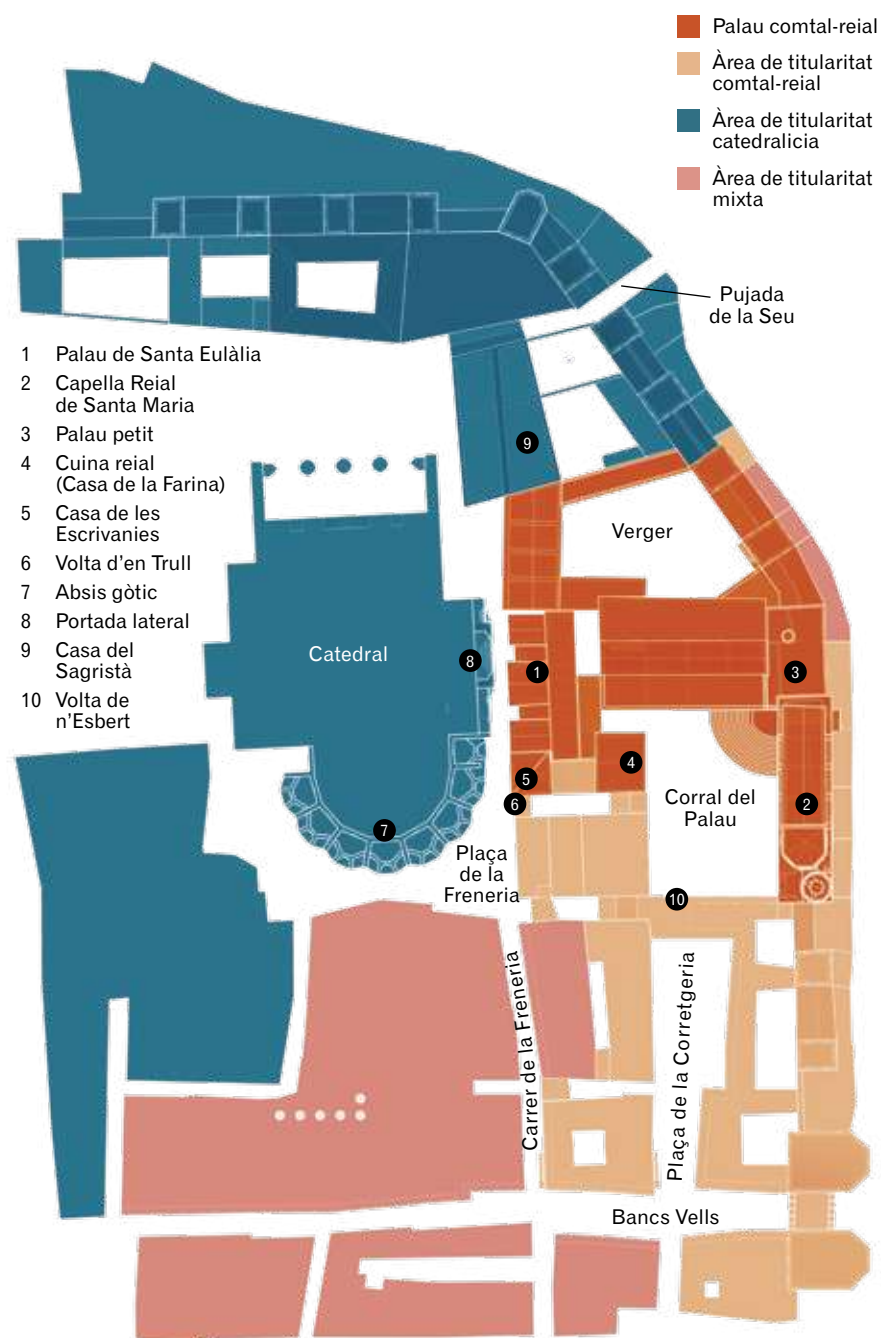 Palau comtal-reial
Àrea de titularitat
comtal-reial
Àrea de titularitat
catedralicia
Àrea de titularitat
mixta
Pujada
de la Seu
1 Palau de Santa Eulàlia
2 Capella Reial
de Santa Maria
3 Palau petit
4 Cuina reial
(Casa de la Farina)
5 Casa de les
Escrivanies
6 Volta d'en Trull
7 Absis gòtic
8 Portada lateral
9 Casa del
Sagristà
10 Volta de
n'Esbert
9
Verger
Catedral
8
1
3
5
4
6
2
Corral del
Palau
7
Plaça
de la
Freneria
10
Carrer de la Freneria
Plaça de la Corretgeria
Bancs Vells